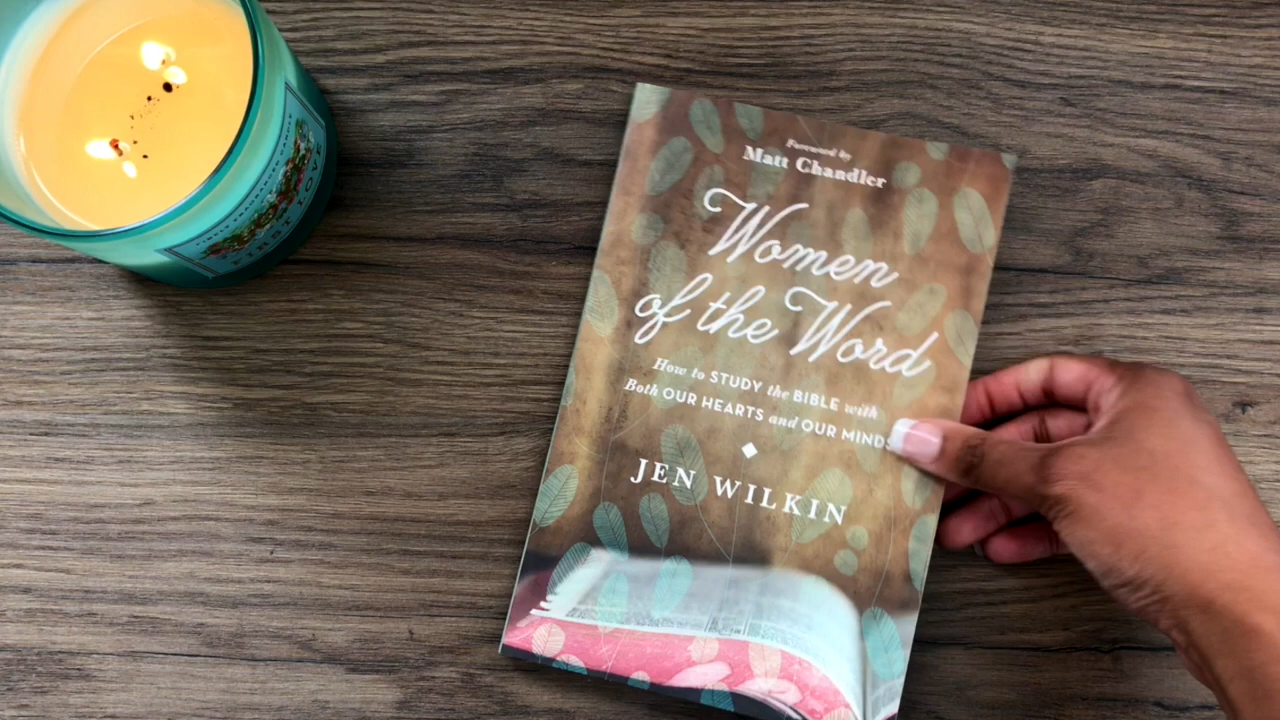 Foreword by
Matt Chandler
Women
of the Word
How to STUDY the BIBLE with
Both OUR HEARTS and OUR MINDS
JEN WILKIN